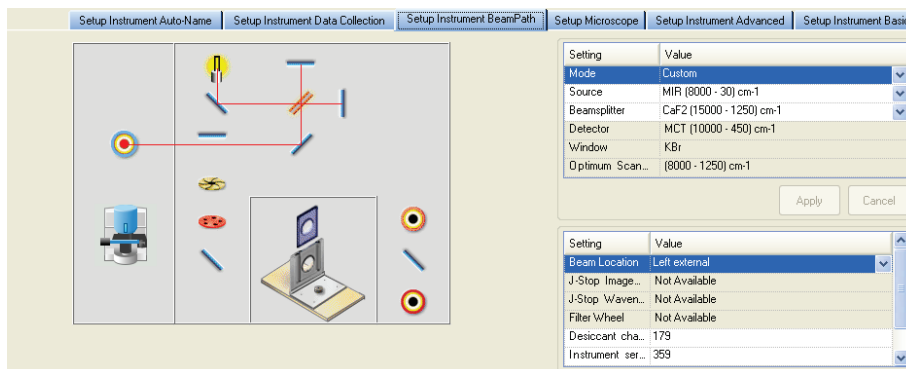 Setup Instrument Auto-Name Setup Instrument Data Collection Setup Instrument BeamPath Setup Microscope Setup Instrument Advanced Setup Instrument Basic
Setting Value
Mode Custom
Source MIR (8000 - 30) cm-1
Beamsplitter CaF2 (15000 - 1250) cm-1
Detector MCT (10000 - 450) cm-1
Window KBr
Optimum Scan... (8000 - 1250) cm-1
Apply Cancel
Setting Value
Beam Location Left external
J-Stop Image... Not Available
J-Stop Waven... Not Available
Filter Wheel Not Available
Desiccant cha... 179
Instrument ser... 359